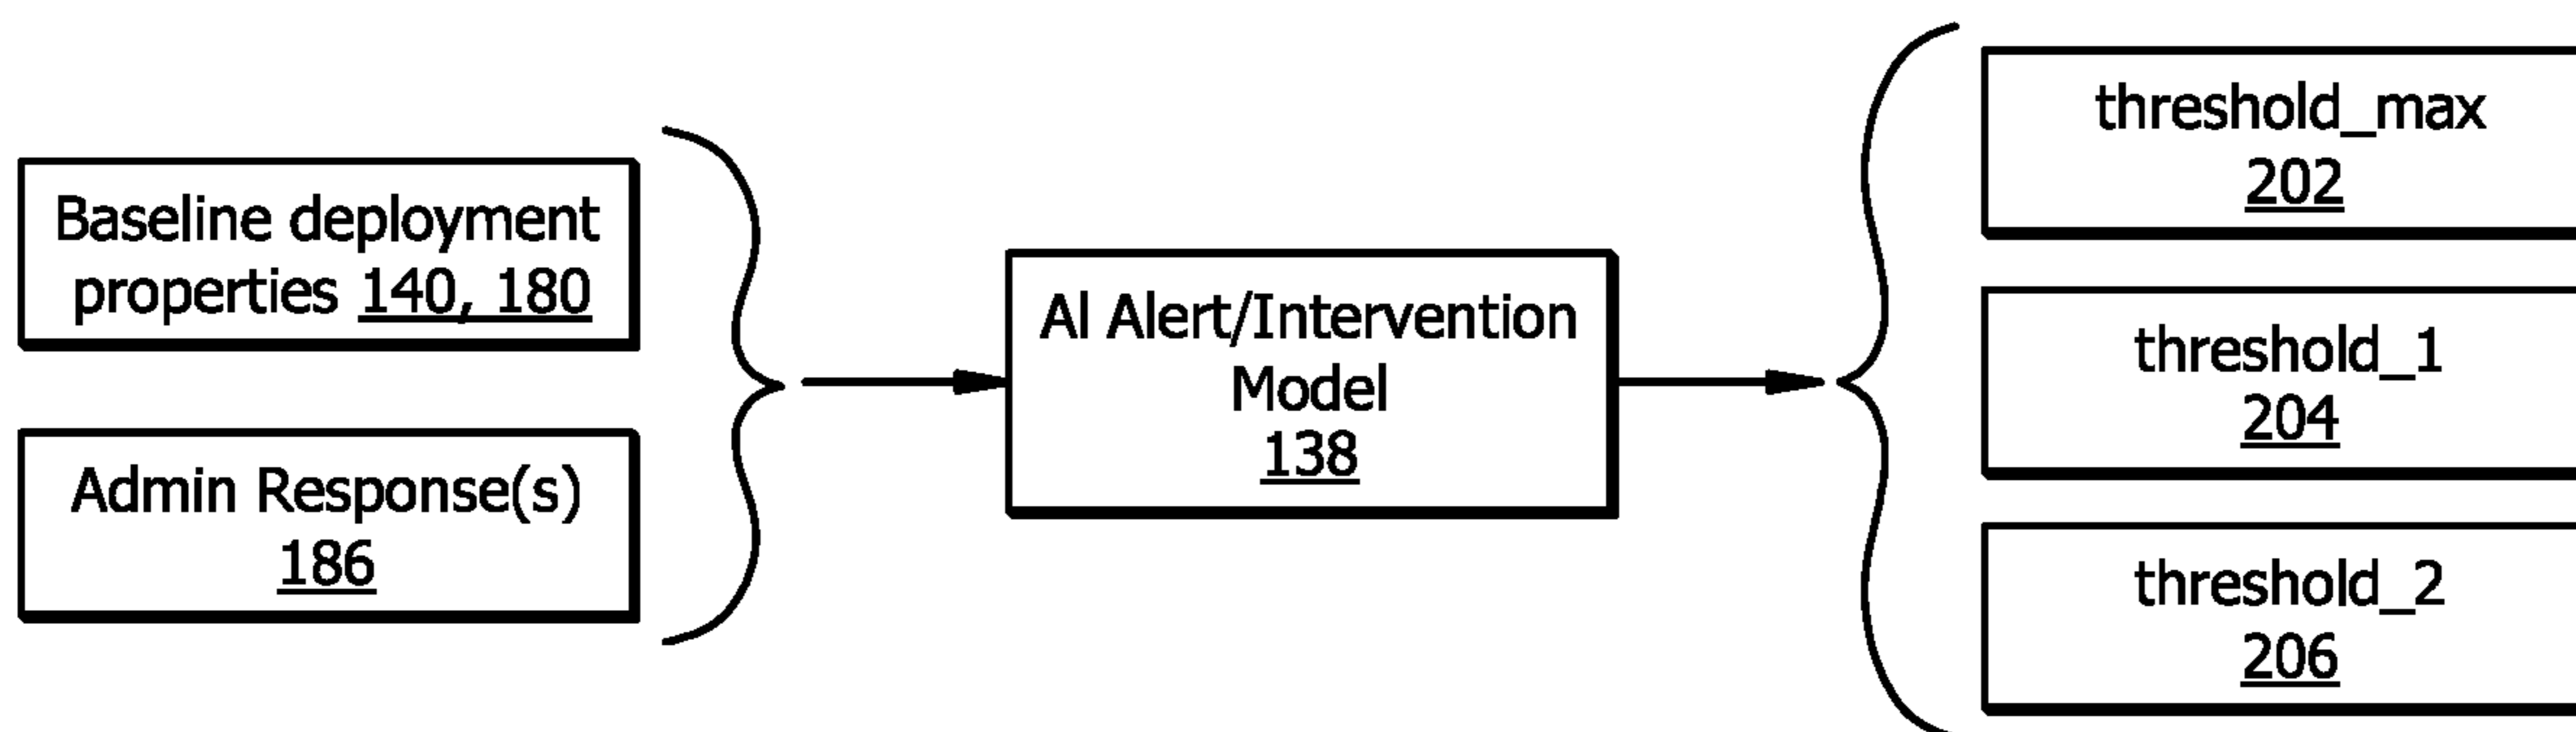 Baseline deployment
properties 140, 180
Admin Response(s)
186
AI Alert/Intervention
Model
138
threshold_max
202
threshold_1
204
threshold_2
206